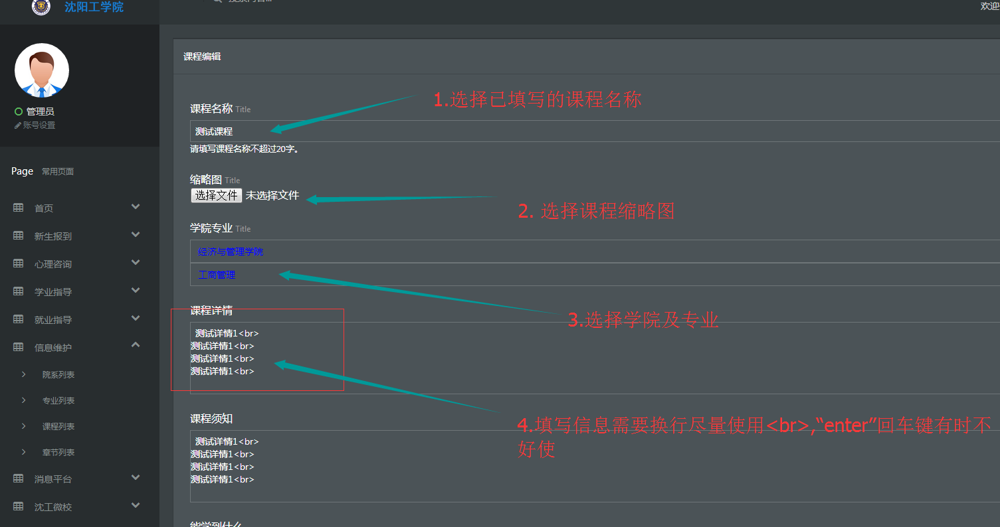 沈阳工学院
欢迎
管理员
账号设置
Page 常用页面
首页
新生报到
心理咨询
学业指导
就业指导
信息维护
院系列表
专业列表
课程列表
章节列表
消息平台
沈工微校
课程编辑
1.选择已填写的课程名称
课程名称 Title
测试课程
请填写课程名称不超过20字。
缩略图 Title
选择文件 未选择文件
2. 选择课程缩略图
学院专业 Title
经济与管理学院
工商管理
3.选择学院及专业
课程详情
测试详情1<br>
测试详情1<br>
测试详情1<br>
测试详情1<br>
课程须知
4.填写信息需要换行尽量使用<br>,“enter”回车键有时不
好使
测试详情1<br>
测试详情1<br>
测试详情1<br>
测试详情1<br>
能学到什么